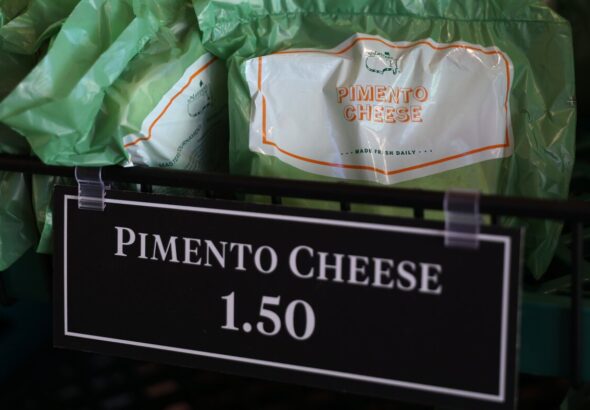 PIMENTO
CHEESE
MADE FRESH DAILY
PIMENTO CHEESE
1.50